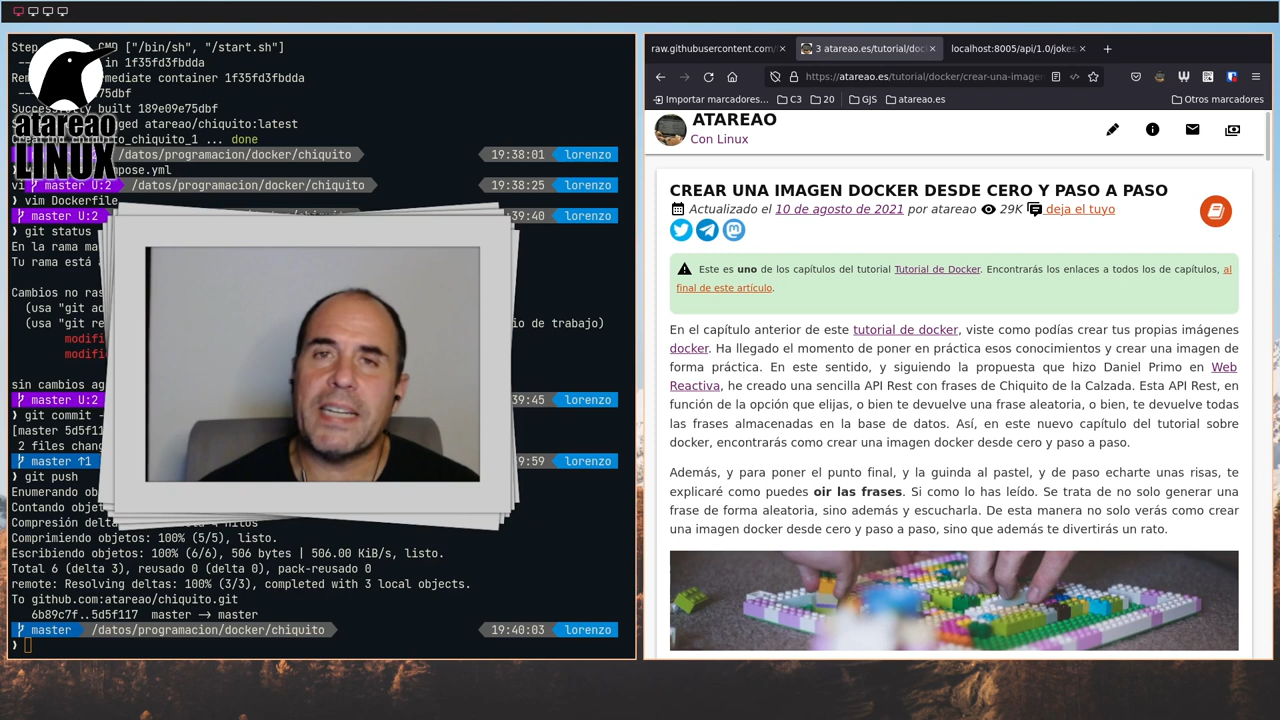 Step CMD ["/bin/sh", "/start.sh"]
in 1f35fd3fbdda
Rem ermediate container 1f35fd3fbdda
75dbf
Successfully built 189e09e75dbf
ged atareao/chiquito:latest
Creating chiquito_chiquito_1 ... done
/datos/programacion/docker/chiquito 19:38:01 lorenzo
mpose.yml
master U:2 /datos/programacion/docker/chiquito 19:38:25 lorenzo
❯ vim Dockerfile
master U:2 39:40 lorenzo
❯ git status
En la rama ma
Tu rama está
Cambios no ras
(usa "git ad
(usa "git re io de trabajo)
modifi
modifi
sin cambios ag
master U:2 39:45 lorenzo
❯ git commit -
[master 5d5f11
2 files chang
master ↑1 9:59 lorenzo
❯ git push
Enumerando ob
Contando objet
Compresión delta hilos
Comprimiendo objetos: 100% (5/5), listo.
Escribiendo objetos: 100% (6/6), 506 bytes | 506.00 KiB/s, listo.
Total 6 (delta 3), reusado 0 (delta 0), pack-reusado 0
remote: Resolving deltas: 100% (3/3), completed with 3 local objects.
To github.com:atareao/chiquito.git
6b89c7f..5d5f117 master -> master
master /datos/programacion/docker/chiquito 19:40:03 lorenzo
❯
atareao
LINUX
raw.githubusercontent.com/ 3 atareao.es/tutorial/doc localhost:8005/api/1.0/jokes
https://atareao.es/tutorial/docker/crear-una-imagen
Importar marcadores... C3 20 GJS atareao.es Otros marcadores
ATAREAO
Con Linux
CREAR UNA IMAGEN DOCKER DESDE CERO Y PASO A PASO
Actualizado el 10 de agosto de 2021 por atareao 29K deja el tuyo
Este es uno de los capítulos del tutorial Tutorial de Docker. Encontrarás los enlaces a todos los de capítulos, al
final de este artículo.
En el capítulo anterior de este tutorial de docker, viste como podías crear tus propias imágenes
docker. Ha llegado el momento de poner en práctica esos conocimientos y crear una imagen de
forma práctica. En este sentido, y siguiendo la propuesta que hizo Daniel Primo en Web
Reactiva, he creado una sencilla API Rest con frases de Chiquito de la Calzada. Esta API Rest, en
función de la opción que elijas, o bien te devuelve una frase aleatoria, o bien, te devuelve todas
las frases almacenadas en la base de datos. Así, en este nuevo capítulo del tutorial sobre
docker, encontrarás como crear una imagen docker desde cero y paso a paso.
Además, y para poner el punto final, y la guinda al pastel, y de paso echarte unas risas, te
explicaré como puedes oir las frases. Si como lo has leído. Se trata de no solo generar una
frase de forma aleatoria, sino además y escucharla. De esta manera no solo verás como crear
una imagen docker desde cero y paso a paso, sino que además te divertirás un rato.